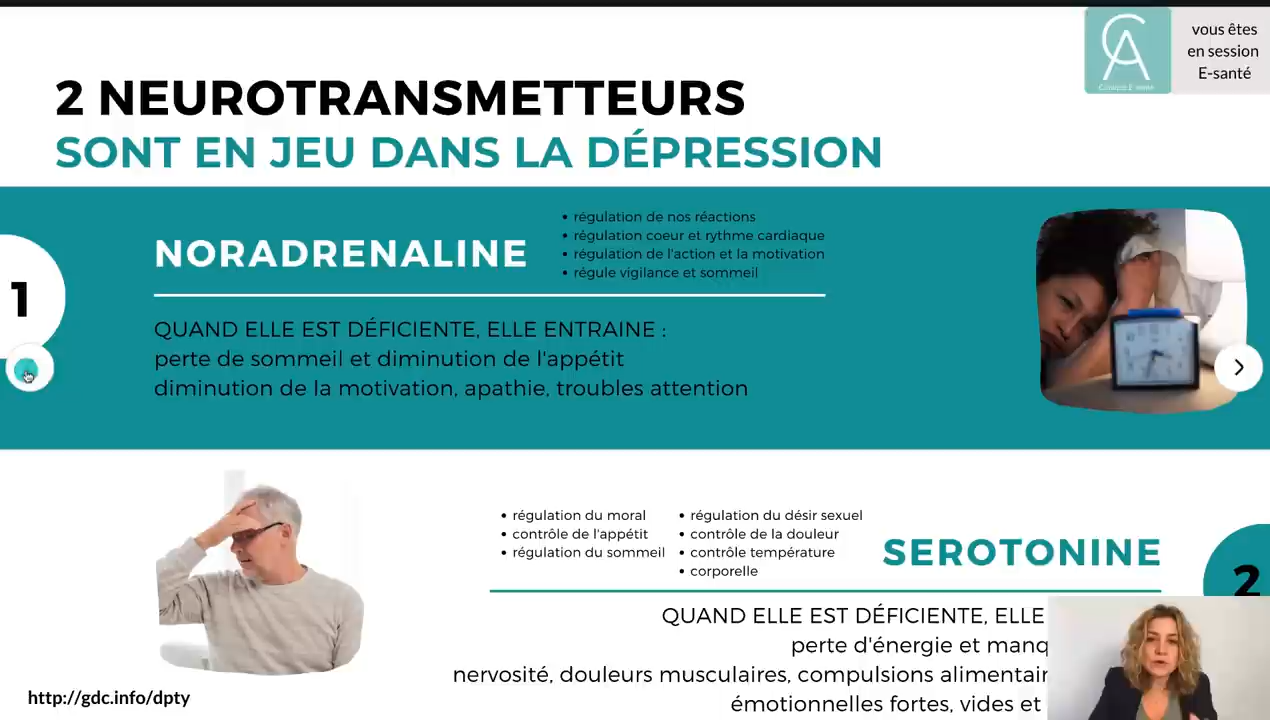 vous êtes
en session
E-santé
CA
2 NEUROTRANSMETTEURS
SONT EN JEU DANS LA DÉPRESSION
1
NORADRENALINE
• régulation de nos réactions
• régulation coeur et rythme cardiaque
• régulation de l'action et la motivation
• régule vigilance et sommeil
QUAND ELLE EST DÉFICIENTE, ELLE ENTRAINE :
perte de sommeil et diminution de l'appétit
diminution de la motivation, apathie, troubles attention
• régulation du moral
• contrôle de l'appétit
• régulation du sommeil
• régulation du désir sexuel
• contrôle de la douleur
• contrôle température
• corporelle
SEROTONINE
2
QUAND ELLE EST DÉFICIENTE, ELLE
perte d'énergie et manq
nervosité, douleurs musculaires, compulsions alimentair
émotionnelles fortes, vides et
http://gdc.info/dpty